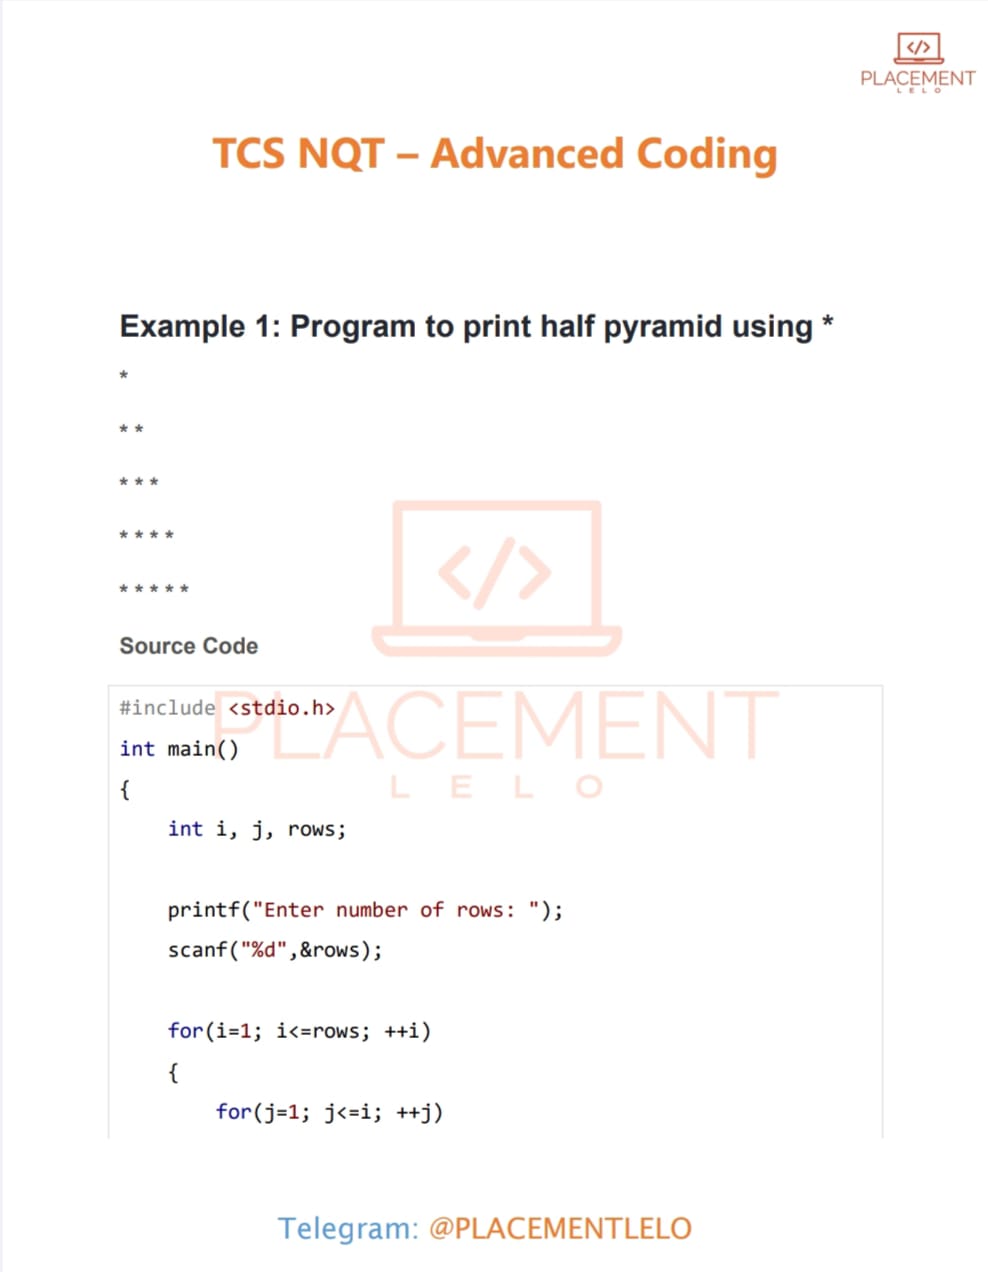 </>
PLACEMENT
LELO
TCS NQT – Advanced Coding
Example 1: Program to print half pyramid using *
*
* *
* * *
* * * *
* * * * *
</>
Source Code
PLACEMENT
LELO
#include <stdio.h>
int main()
{
    int i, j, rows;
    printf("Enter number of rows: ");
    scanf("%d",&rows);
    for(i=1; i<=rows; ++i)
    {
        for(j=1; j<=i; ++j)
Telegram: @PLACEMENTLELO